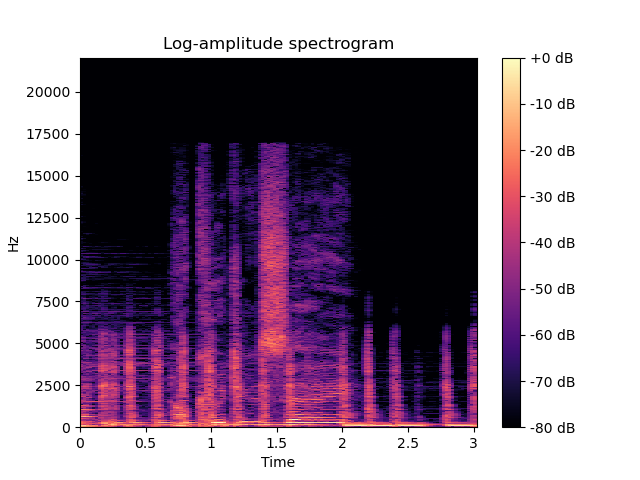 Log-amplitude spectrogram
+0 dB
20000
-10 dB
17500
-20 dB
15000
-30 dB
12500
Hz
-40 dB
10000
-50 dB
7500
-60 dB
5000
-70 dB
2500
0
-80 dB
0
0.5
1
1.5
2
2.5
3
Time